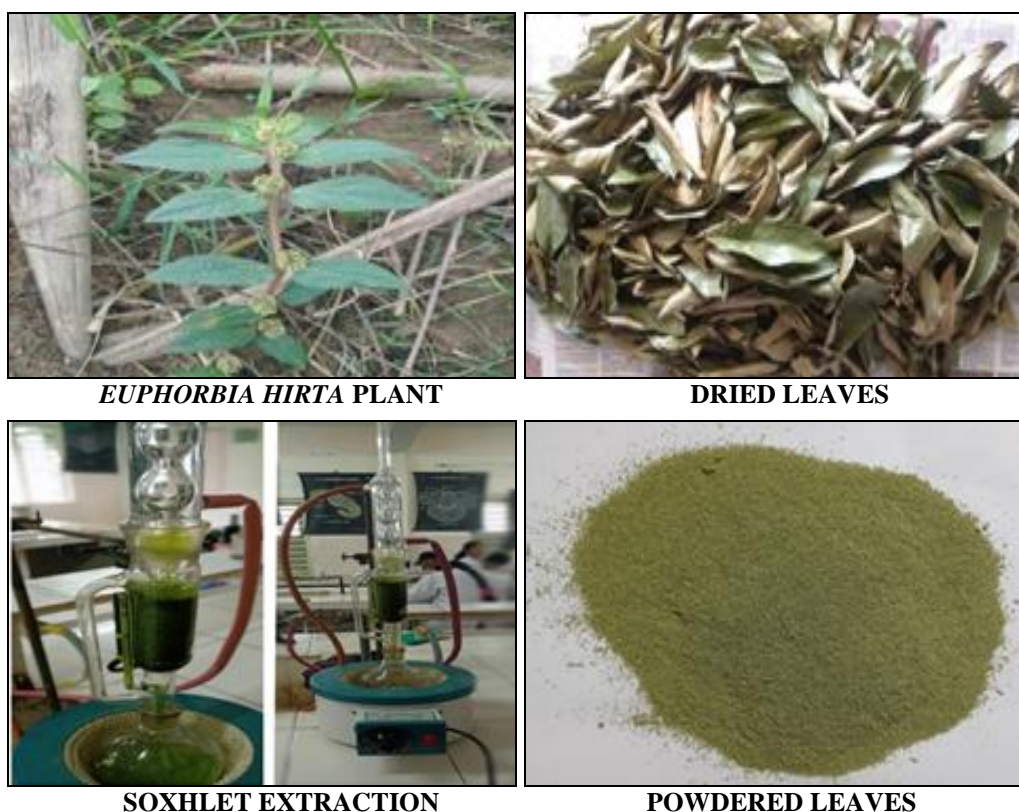 EUPHORBIA HIRTA PLANT
DRIED LEAVES
SOXHLET EXTRACTION
POWDERED LEAVES